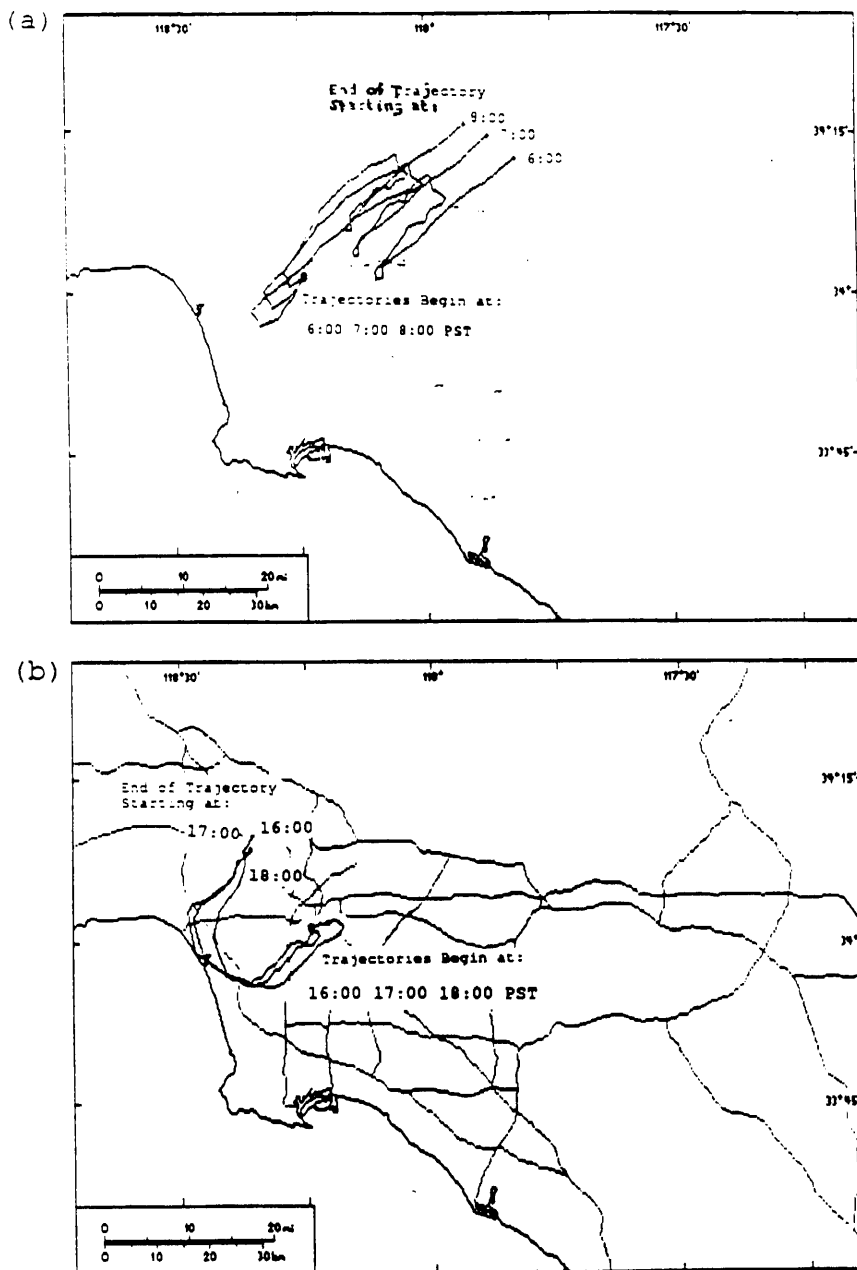 (a)
118°30'
118°
117°30'
End of Trajectory
Starting at:
8:00
7:00
6:00
34°15'
34°
Trajectories Begin at:
6:00 7:00 8:00 PST
33°45'
0 10 20 mi
0 10 20 30 km
(b)
118°30'
118°
117°30'
34°15'
End of Trajectory
Starting at:
17:00
16:00
18:00
34°
Trajectories Begin at:
16:00 17:00 18:00 PST
33°45'
0 10 20 mi
0 10 20 30 km